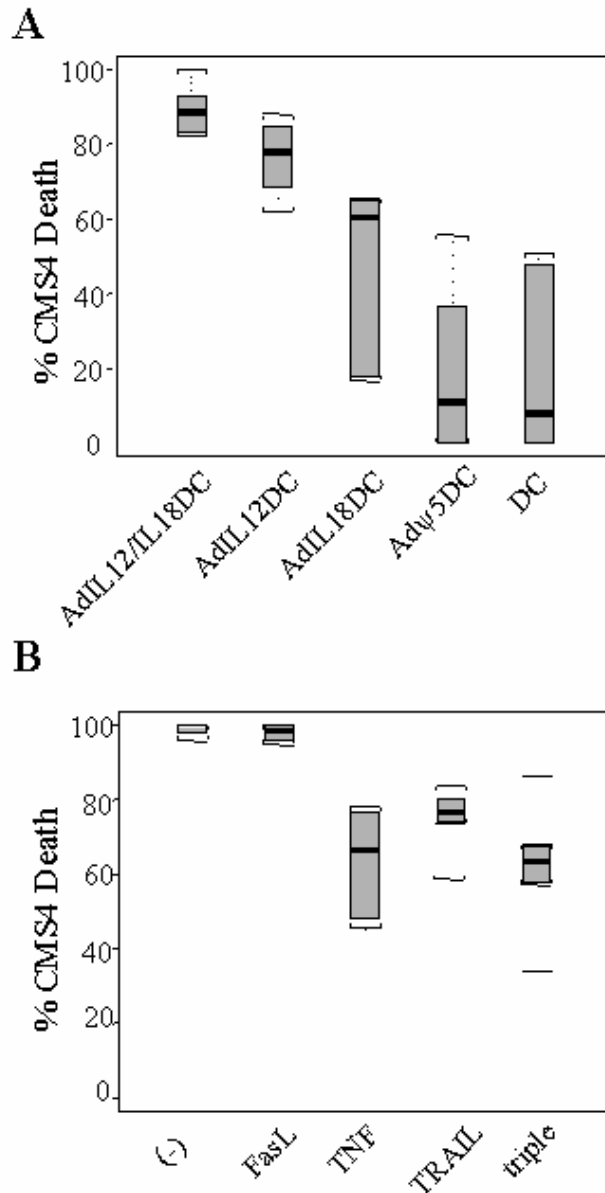 A
% CMS4 Death
100
80
60
40
20
0
AdIL12/IL18DC
AdIL12DC
AdIL18DC
Adψ5DC
DC
B
% CMS4 Death
100
80
60
40
20
0
(-)
FasL
TNF
TRAIL
triple